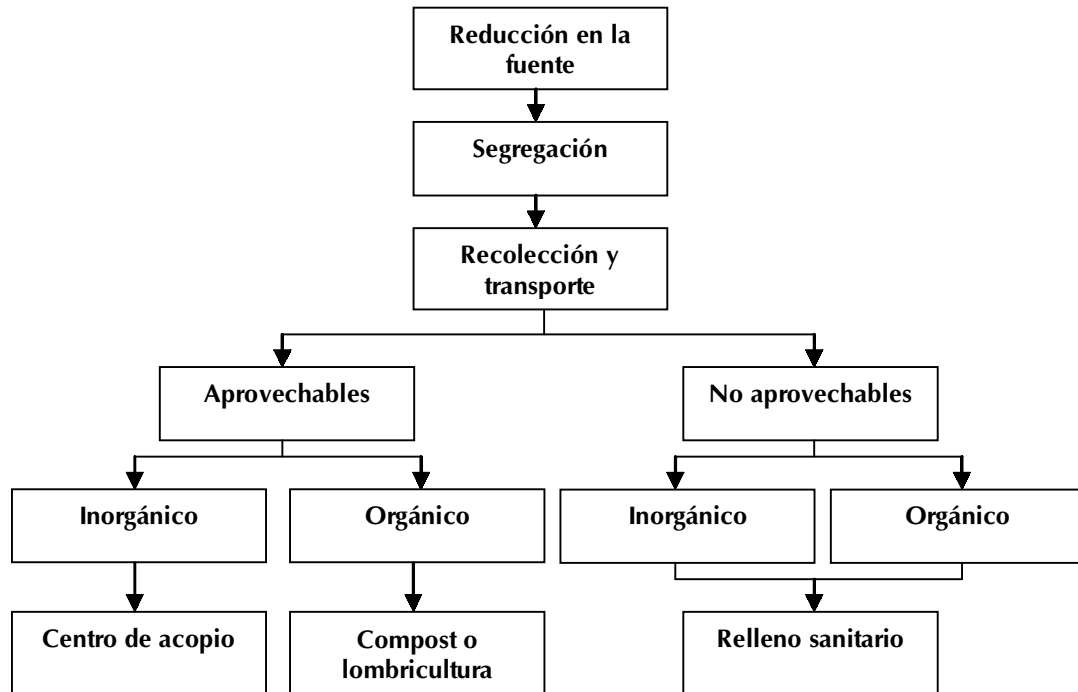 Reducción en la
fuente
Segregación
Recolección y
transporte
Aprovechables
No aprovechables
Inorgánico
Orgánico
Inorgánico
Orgánico
Centro de acopio
Compost o
lombricultura
Relleno sanitario